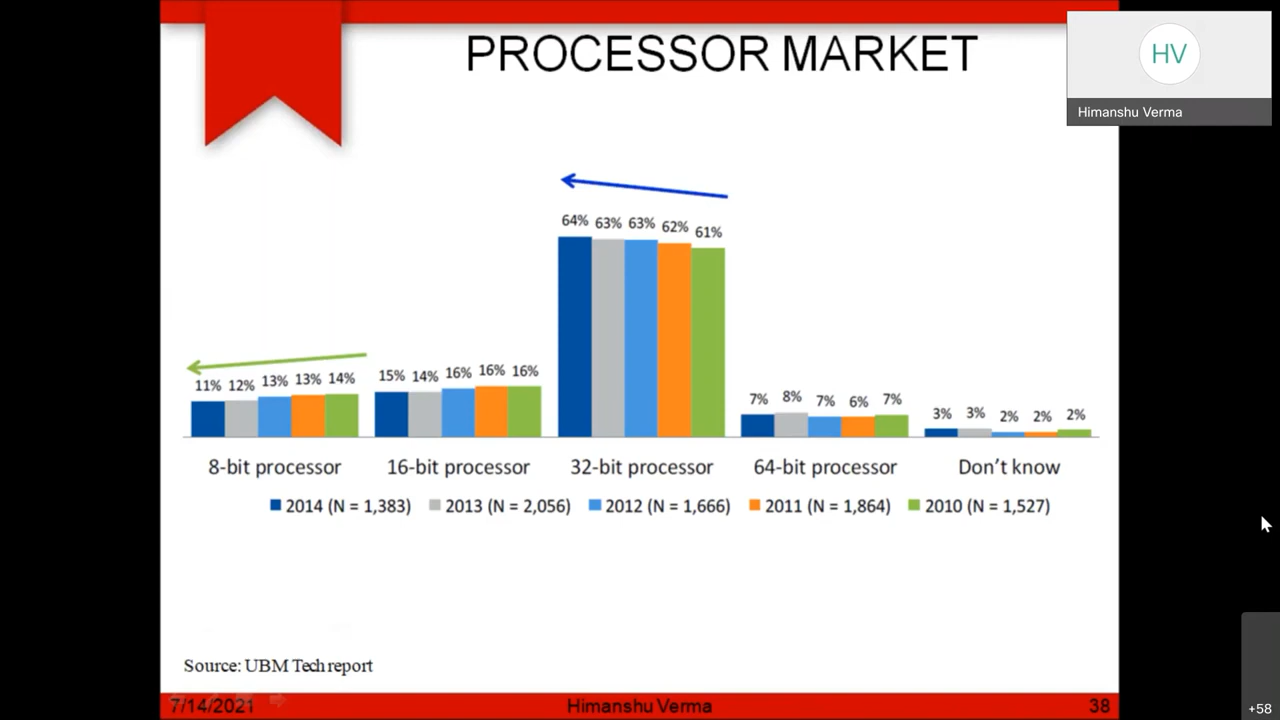 PROCESSOR MARKET
HV
Himanshu Verma
64% 63% 63% 62% 61%
11% 12% 13% 13% 14%
15% 14% 16% 16% 16%
7% 8% 7% 6% 7%
3% 3% 2% 2% 2%
8-bit processor 16-bit processor 32-bit processor 64-bit processor Don't know
2014 (N = 1,383) 2013 (N = 2,056) 2012 (N = 1,666) 2011 (N = 1,864) 2010 (N = 1,527)
Source: UBM Tech report
7/14/2021 Himanshu Verma 38
+58